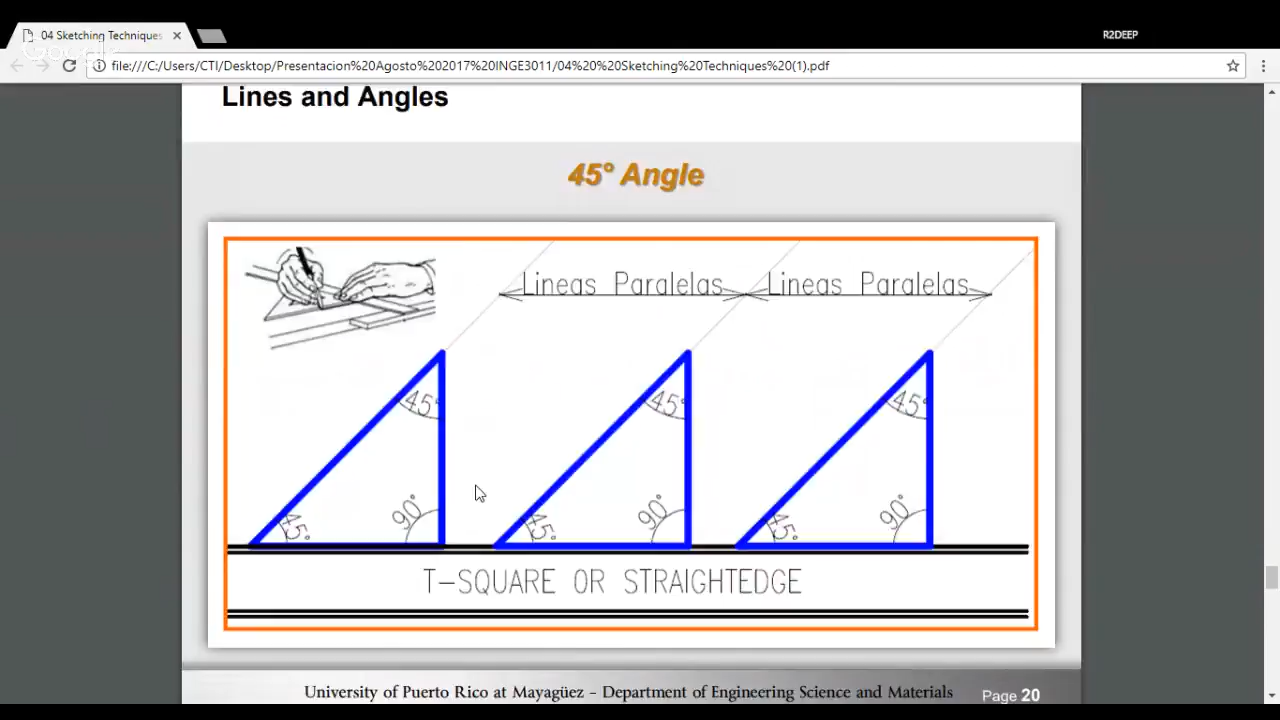 04 Sketching Techniques
R2DEEP
Google
file:///C:/Users/CTI/Desktop/Presentacion%20Agosto%202017%20INGE3011/04%20%20Sketching%20Techniques%20(1).pdf
Lines and Angles
45° Angle
Lineas Paralelas Lineas Paralelas
45° 45° 45°
90° 90° 90°
45° 45° 45°
T-SQUARE OR STRAIGHTEDGE
University of Puerto Rico at Mayagüez - Department of Engineering Science and Materials
Page 20